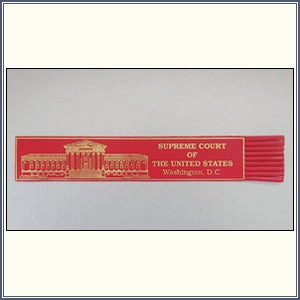 SUPREME COURT
OF
THE UNITED STATES
Washington, D.C.